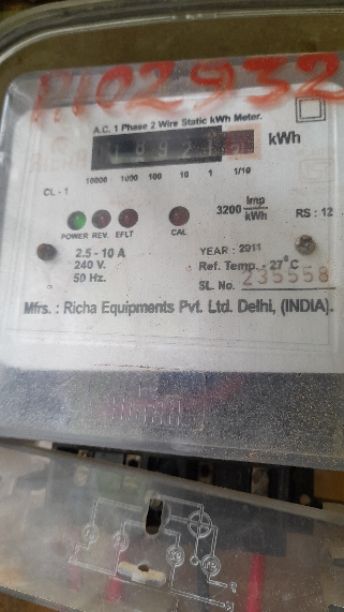 A.C. 1 Phase 2 Wire Static kWh Meter.
kWh
10000 1000 100 10 1 1/10
CL - 1
3200 Imp/kWh
RS : 12
POWER REV. EFLT CAL
2.5 - 10 A
240 V.
50 Hz.
YEAR : 2011
Ref. Temp. - 27°C
SL. No. 235558
Mfrs. : Richa Equipments Pvt. Ltd. Delhi, (INDIA).